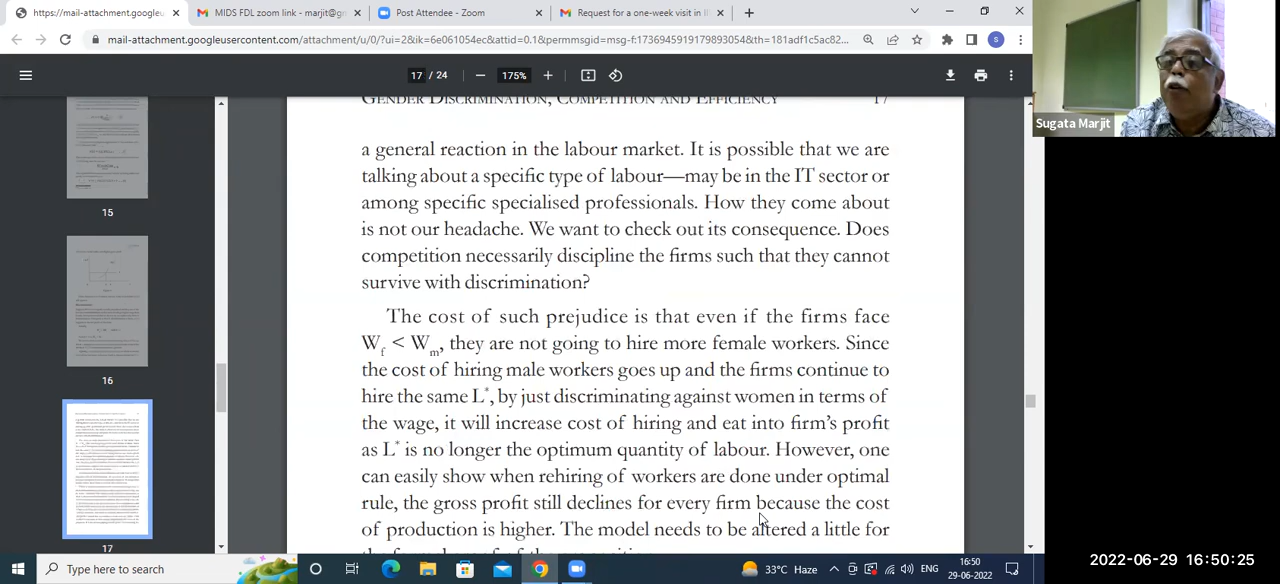 https://mail-attachment.googleuse
MIDS FDL zoom link - marjit@gm
Post Attendee - Zoom
Request for a one-week visit in II
mail-attachment.googleusercontent.com/attachment/u/0/?ui=2&ik=6e061054ec&attid=0.1&permmsgid=msg-f:1736945919179893054&th=181adf1c5ac82...
S
17 / 24
175%
15
16
17
GENDER DISCRIMINATION, COMPETITION AND EFFICIENCY 17
a general reaction in the labour market. It is possible that we are
talking about a specific type of labour—may be in the IT sector or
among specific specialised professionals. How they come about
is not our headache. We want to check out its consequence. Does
competition necessarily discipline the firms such that they cannot
survive with discrimination?
The cost of such prejudice is that even if the firms face
Wf < Wm, they are not going to hire more female workers. Since
the cost of hiring male workers goes up and the firms continue to
hire the same L*, by just discriminating against women in terms of
the wage, it will increase cost of hiring and eat into firm's profit
as L* is no longer the optimum quantity of labour. However, one
can easily show when rehiring of workers are done under optimal
rule, the gross profit still declines for every firm because the cost
of production is higher. The model needs to be altered a little for
Sugata Marjit
Type here to search
33°C Haze
ENG
16:50
29-06-2022
2022-06-29 16:50:25